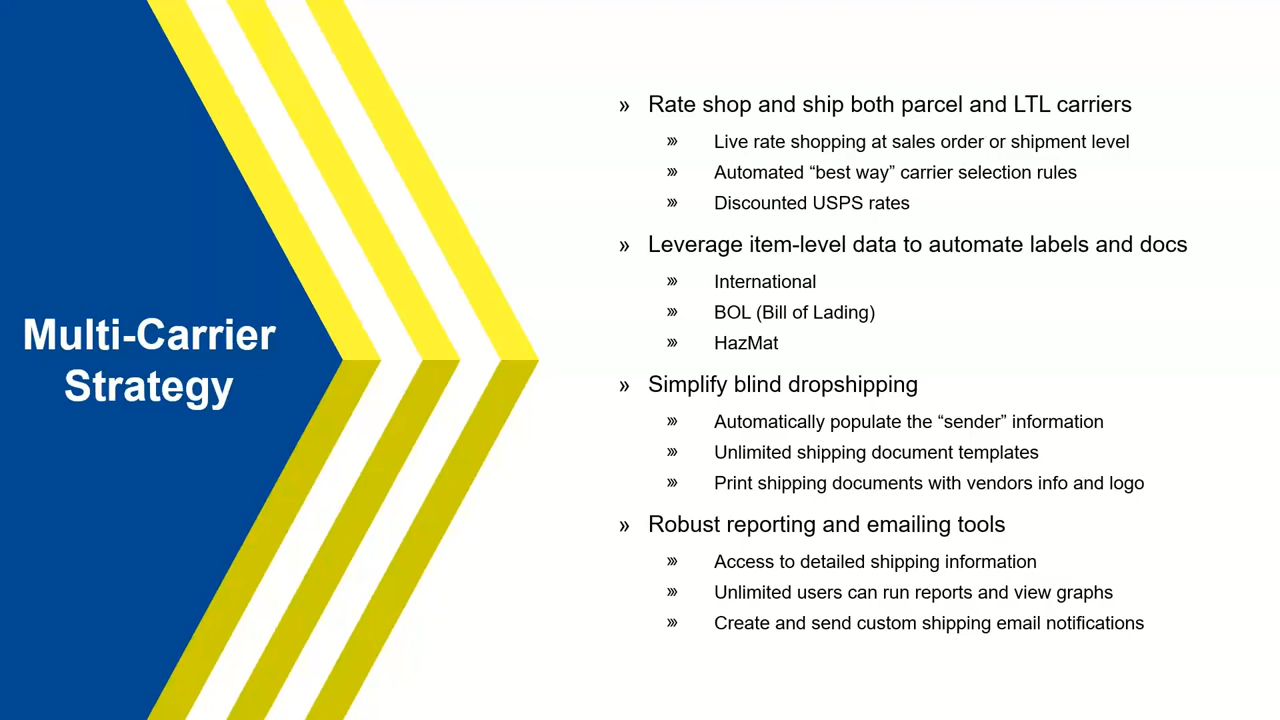 Multi-Carrier
Strategy
» Rate shop and ship both parcel and LTL carriers
»» Live rate shopping at sales order or shipment level
»» Automated “best way” carrier selection rules
»» Discounted USPS rates
» Leverage item-level data to automate labels and docs
»» International
»» BOL (Bill of Lading)
»» HazMat
» Simplify blind dropshipping
»» Automatically populate the “sender” information
»» Unlimited shipping document templates
»» Print shipping documents with vendors info and logo
» Robust reporting and emailing tools
»» Access to detailed shipping information
»» Unlimited users can run reports and view graphs
»» Create and send custom shipping email notifications